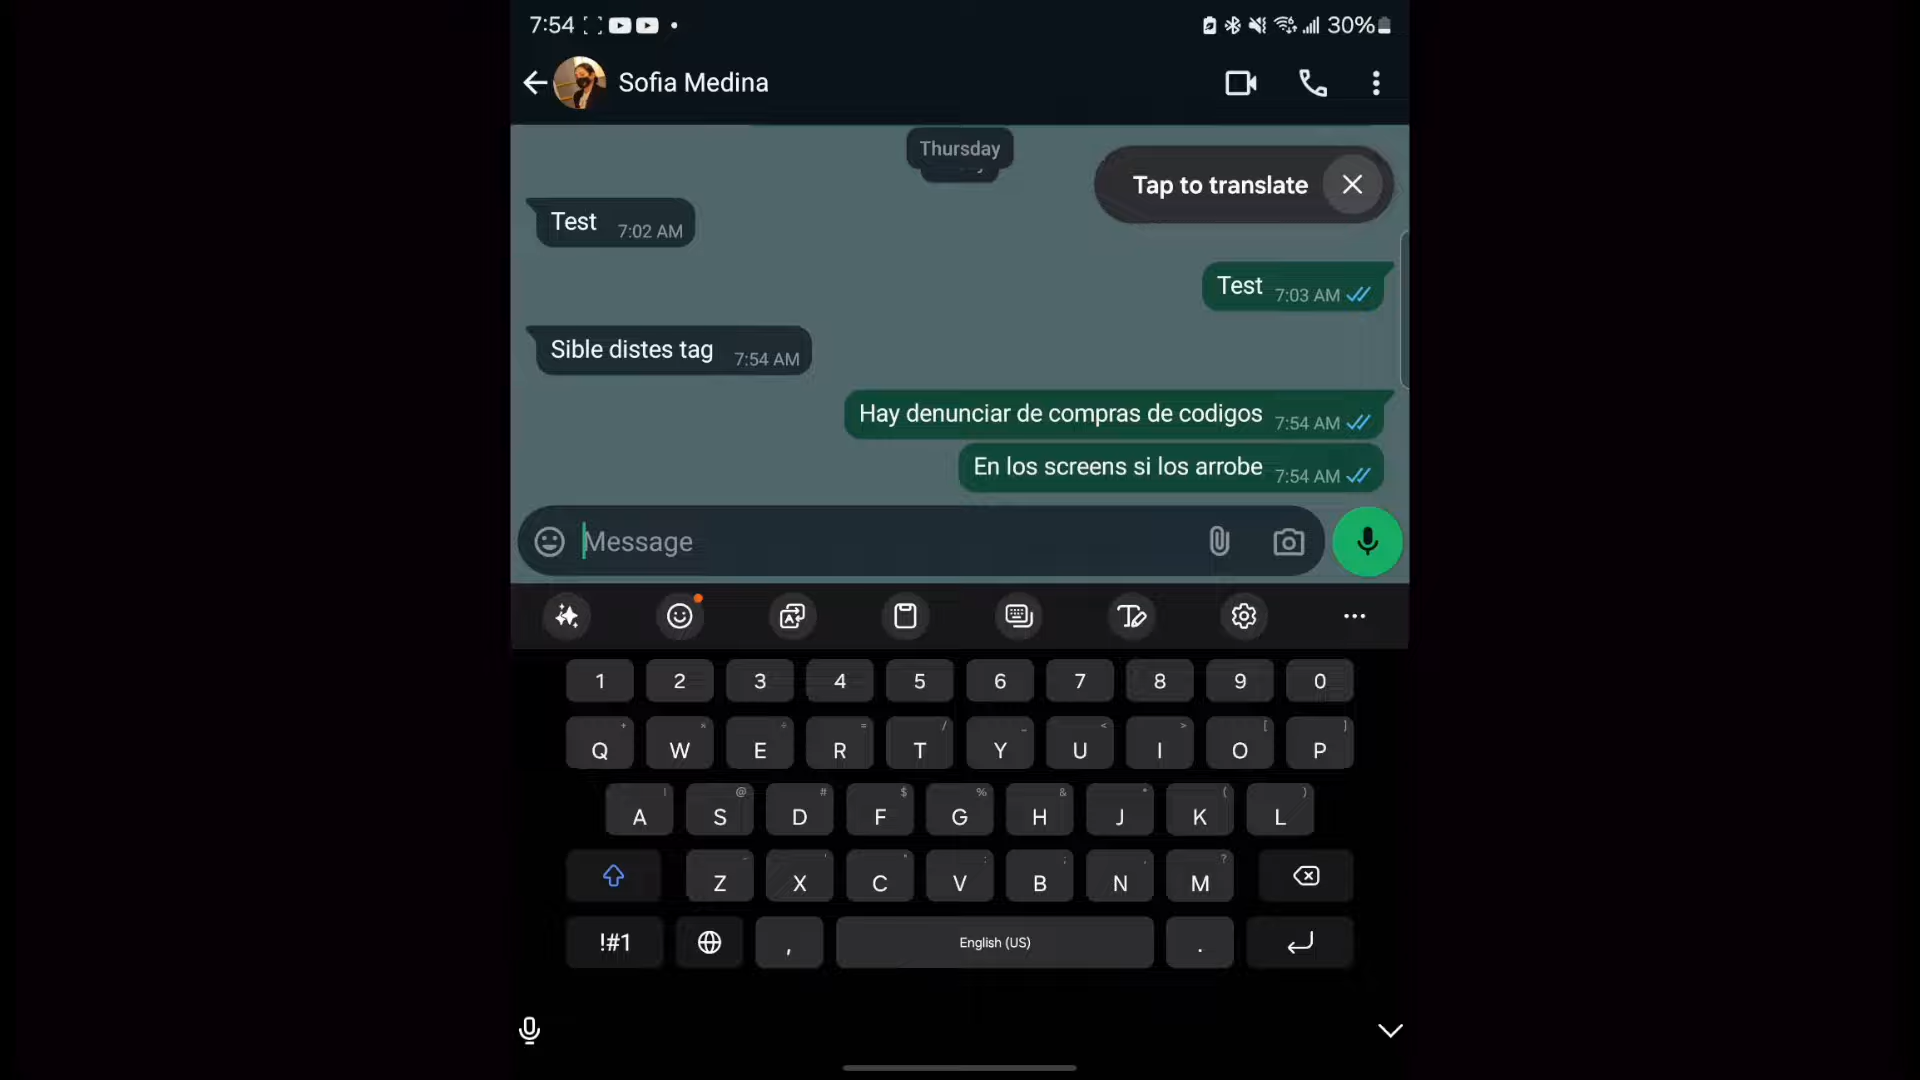 7:54
30%
Sofia Medina
Thursday
Tap to translate
Test 7:02 AM
Test 7:03 AM
Sible distes tag 7:54 AM
Hay denunciar de compras de codigos 7:54 AM
En los screens si los arrobe 7:54 AM
Message
1 2 3 4 5 6 7 8 9 0
Q W E R T Y U I O P
A S D F G H J K L
Z X C V B N M
!#1 , English (US) .